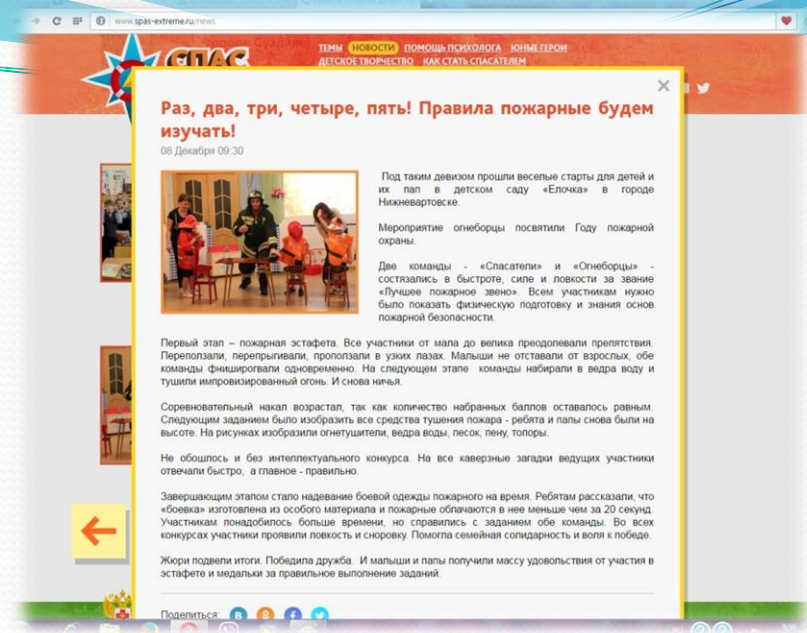 www.spas-extreme.ru/news
СПАС
ТЕМЫ НОВОСТИ ПОМОЩЬ ПСИХОЛОГА ЮНЫЕ ГЕРОИ
ДЕТСКОЕ ТВОРЧЕСТВО КАК СТАТЬ СПАСАТЕЛЕМ
Раз, два, три, четыре, пять! Правила пожарные будем
изучать!
08 Декабря 09:30
Под таким девизом прошли веселые старты для детей и
их пап в детском саду «Елочка» в городе
Нижневартовске.
Мероприятие огнеборцы посвятили Году пожарной
охраны.
Две команды - «Спасатели» и «Огнеборцы» -
состязались в быстроте, силе и ловкости за звание
«Лучшее пожарное звено». Всем участникам нужно
было показать физическую подготовку и знания основ
пожарной безопасности.
Первый этап – пожарная эстафета. Все участники от мала до велика преодолевали препятствия.
Переползали, перепрыгивали, проползали в узких лазах. Малыши не отставали от взрослых, обе
команды фниширогвали одновременно. На следующем этапе команды набирали в ведра воду и
тушили импровизированный огонь. И снова ничья.
Соревновательный накал возрастал, так как количество набранных баллов оставалось равным.
Следующим заданием было изобразить все средства тушения пожара - ребята и папы снова были на
высоте. На рисунках изобразили огнетушители, ведра воды, песок, пену, топоры.
Не обошлось и без интеллектуального конкурса. На все каверзные загадки ведущих участники
отвечали быстро, а главное - правильно.
Завершающим этапом стало надевание боевой одежды пожарного на время. Ребятам рассказали, что
«боевка» изготовлена из особого материала и пожарные облачаются в нее меньше чем за 20 секунд.
Участникам понадобилось больше времени, но справились с заданием обе команды. Во всех
конкурсах участники проявили ловкость и сноровку. Помогла семейная солидарность и воля к победе.
Жюри подвели итоги. Победила дружба. И малыши и папы получили массу удовольствия от участия в
эстафете и медальки за правильное выполнение заданий.
Поделиться: